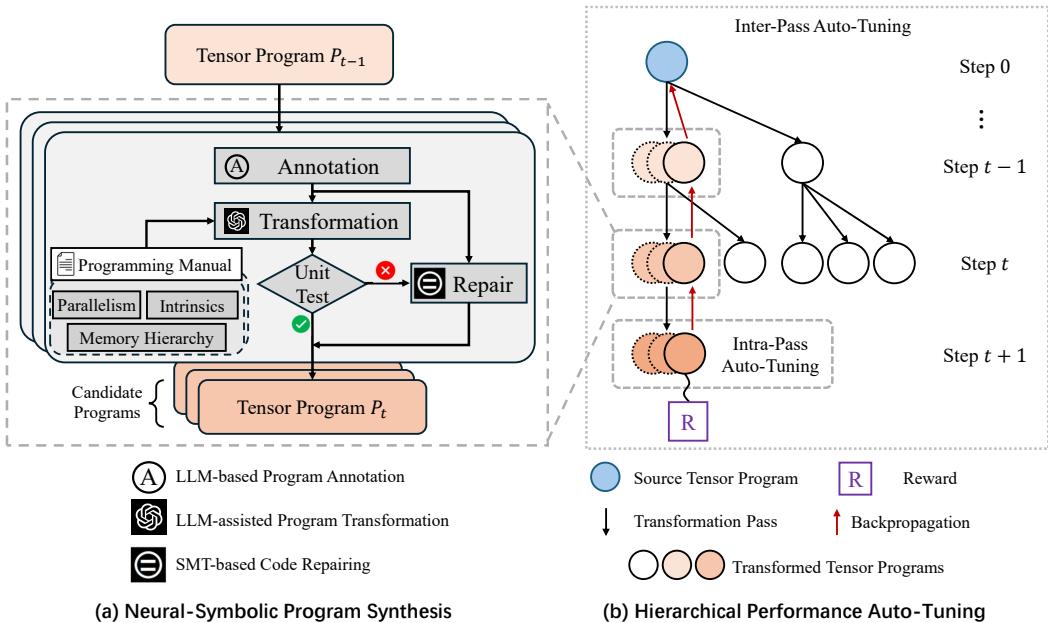 Tensor Program P_{t−1}
A Annotation
Transformation
Programming Manual
Parallelism
Intrinsics
Memory Hierarchy
Unit
Test
Repair
Candidate
Programs
Tensor Program P_t
A LLM-based Program Annotation
LLM-assisted Program Transformation
SMT-based Code Repairing
(a) Neural-Symbolic Program Synthesis
Inter-Pass Auto-Tuning
Step 0
⋮
Step t − 1
Step t
Step t + 1
Intra-Pass
Auto-Tuning
R
Source Tensor Program
R Reward
Transformation Pass
Backpropagation
Transformed Tensor Programs
(b) Hierarchical Performance Auto-Tuning